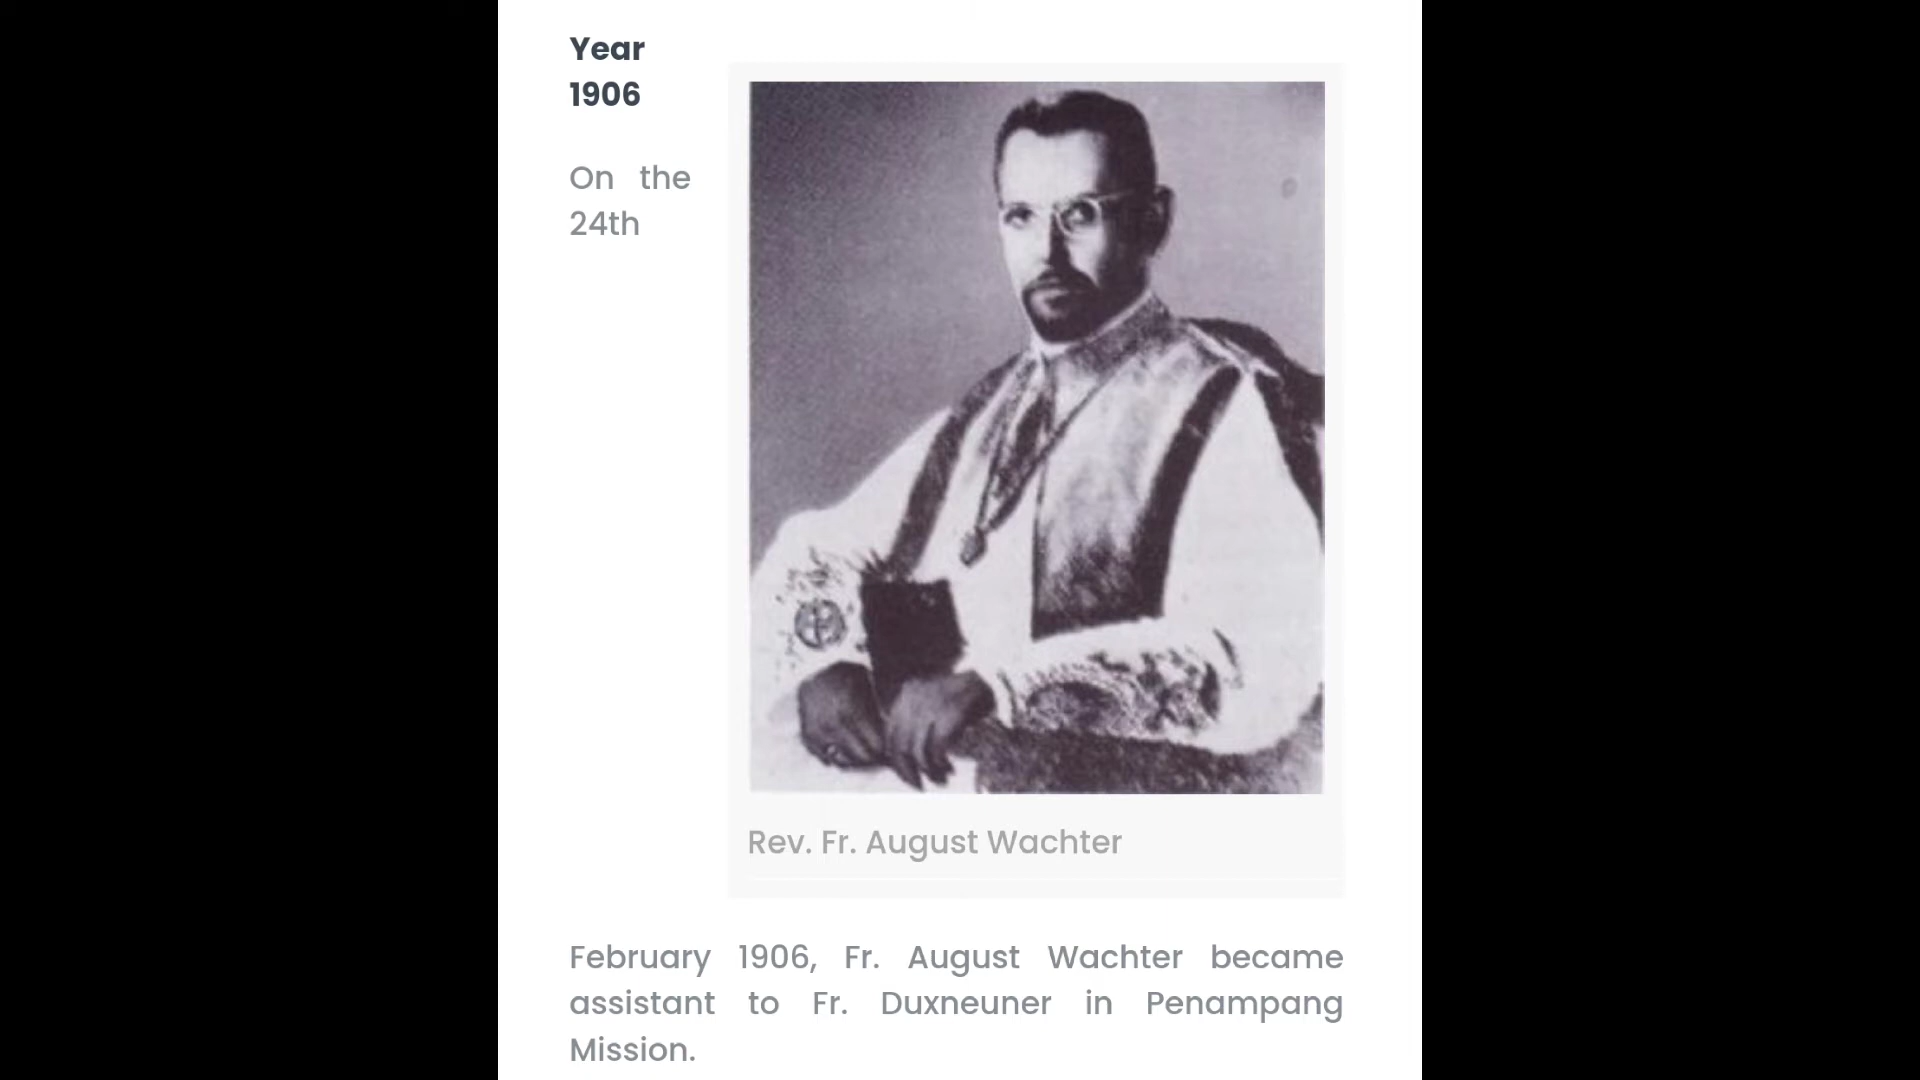 Year
1906
On the
24th
Rev. Fr. August Wachter
February 1906, Fr. August Wachter became
assistant to Fr. Duxneuner in Penampang
Mission.